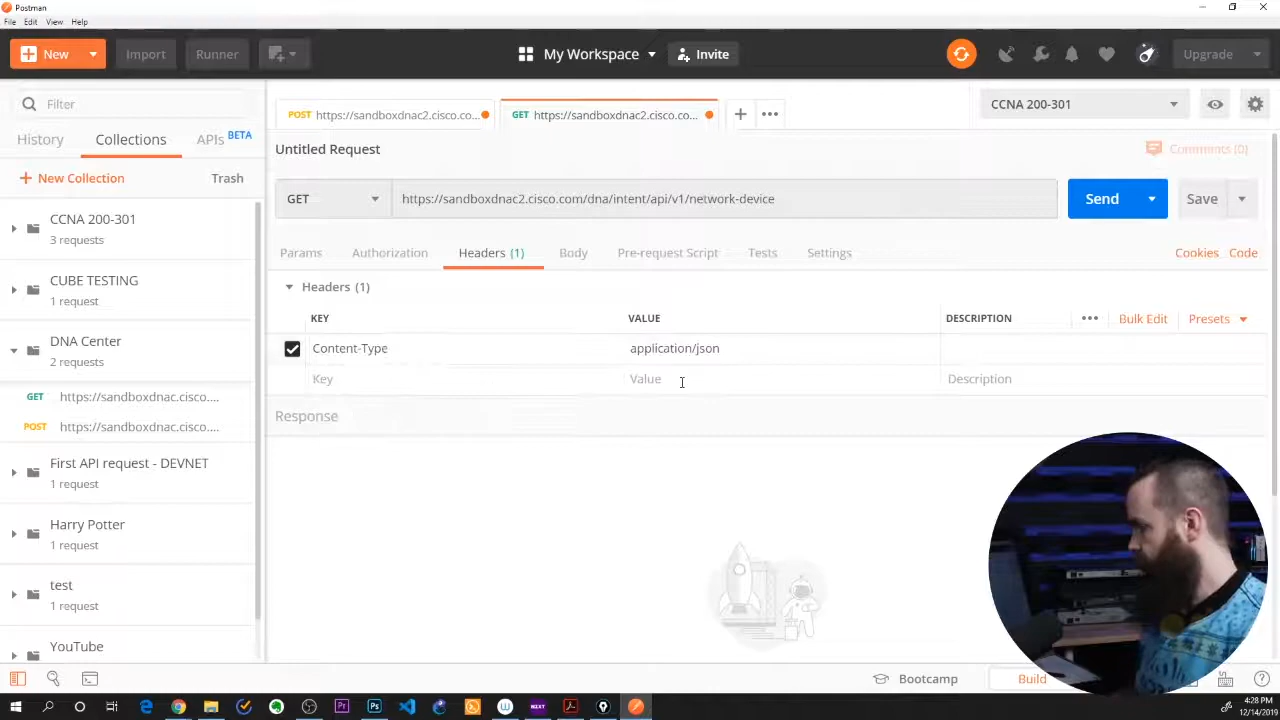 Postman
File Edit View Help
New Import Runner My Workspace Invite Upgrade
Filter
History Collections APIs BETA
New Collection Trash
CCNA 200-301
3 requests
CUBE TESTING
1 request
DNA Center
2 requests
GET https://sandboxdnac.cisco....
POST https://sandboxdnac.cisco....
First API request - DEVNET
1 request
Harry Potter
1 request
test
1 request
YouTube
POST https://sandboxdnac2.cisco.co... GET https://sandboxdnac2.cisco.co... CCNA 200-301
Untitled Request Comments (0)
GET https://sandboxdnac2.cisco.com/dna/intent/api/v1/network-device Send Save
Params Authorization Headers (1) Body Pre-request Script Tests Settings Cookies Code
Headers (1)
KEY VALUE DESCRIPTION Bulk Edit Presets
Content-Type application/json
Key Value Description
Response
Bootcamp Build
4:28 PM
12/14/2019